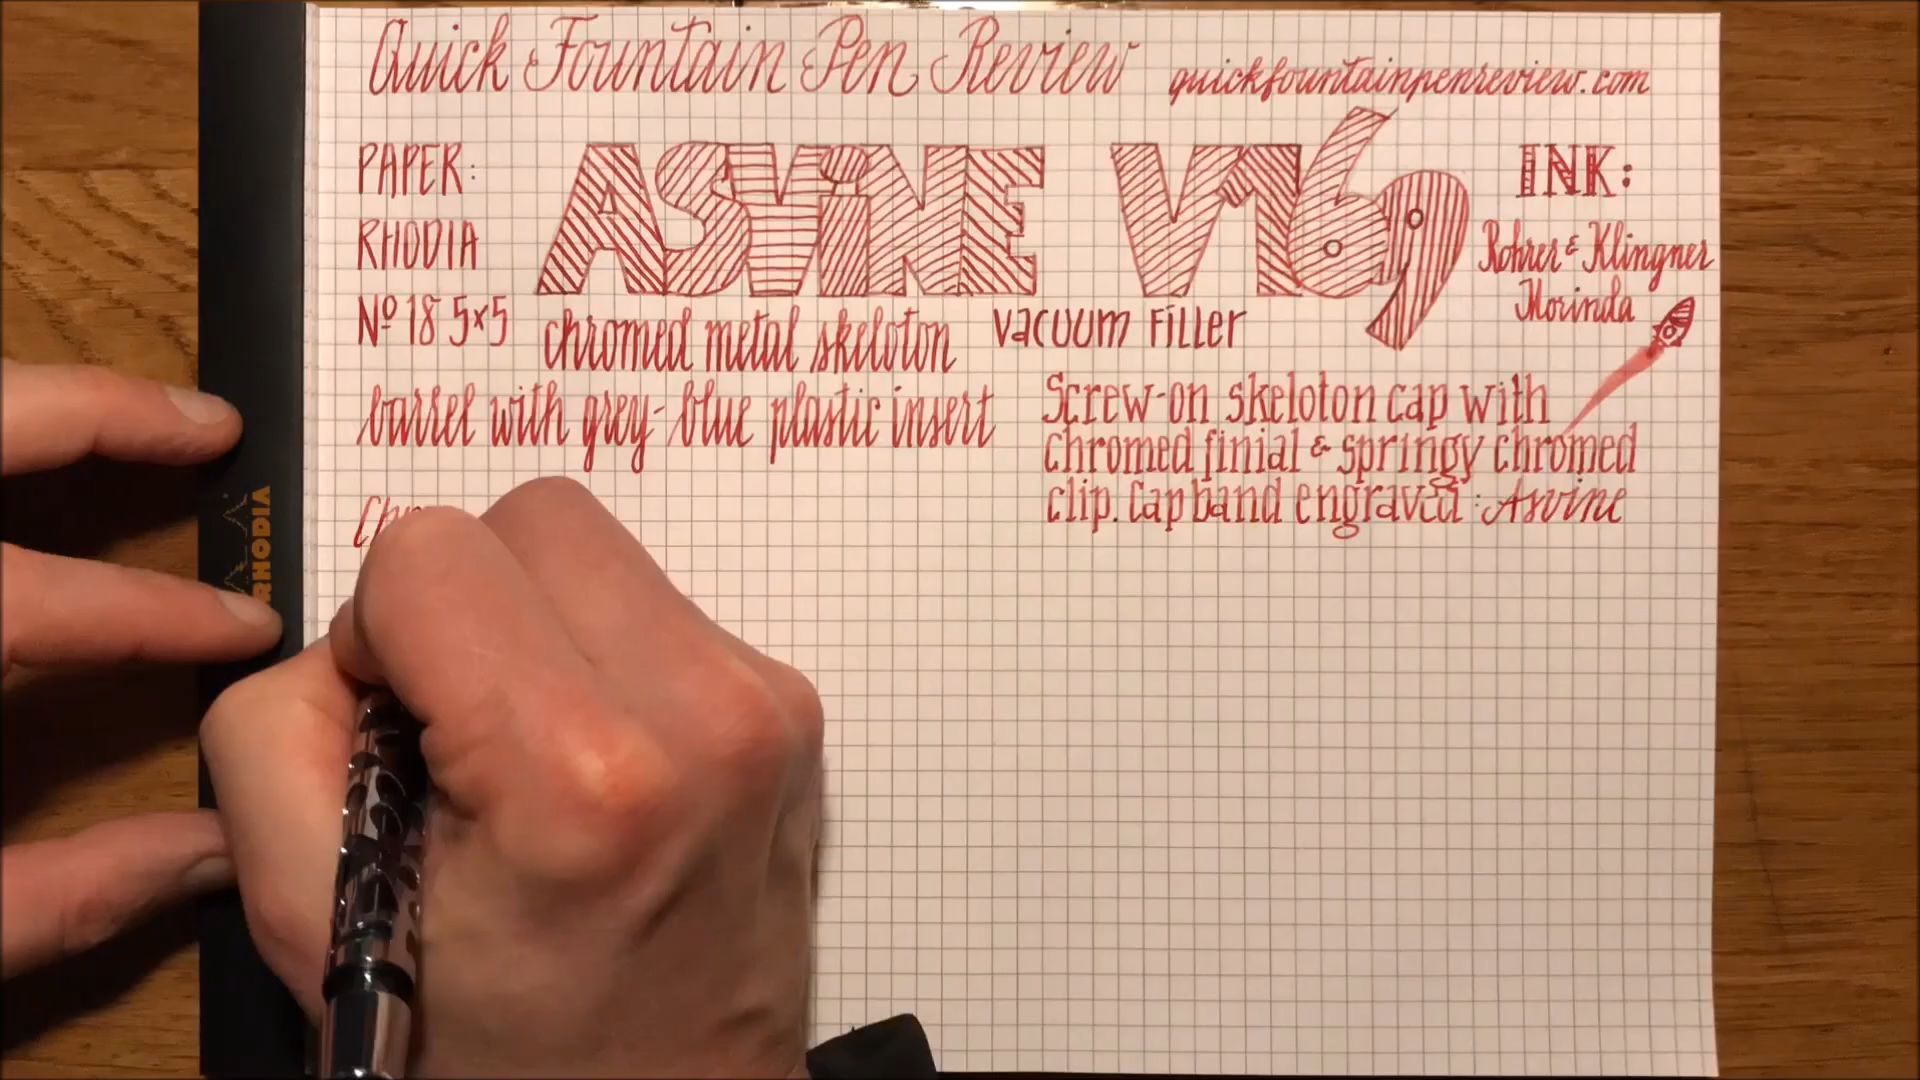 Quick Fountain Pen Review quickfountainpenreview.com
PAPER:
RHODIA
Nº 18 5x5
ASViNE V169
INK:
Rohrer & Klingner
Morinda
chromed metal skeloton
barrel with grey-blue plastic insert
vacuum Filler
Screw-on skeloton cap with
chromed finial & springy chromed
clip. Cap band engraved: Asvine
Chro
RHODIA